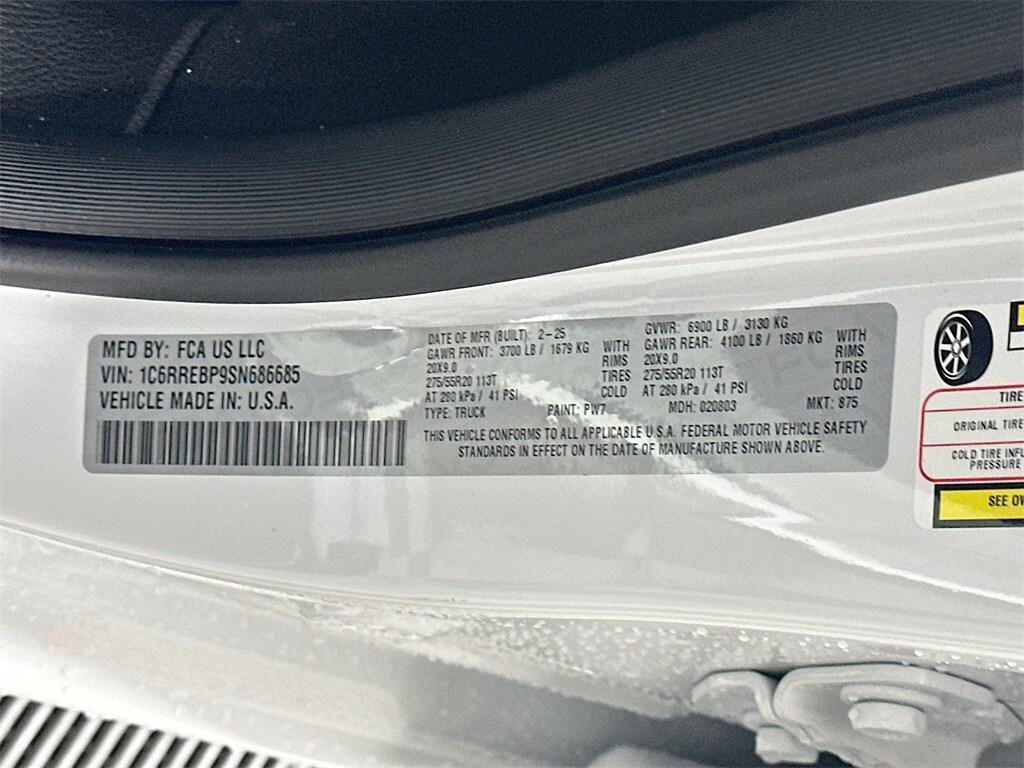 MFD BY: FCA US LLC
VIN: 1C6RREBP9SN686685
VEHICLE MADE IN: U.S.A.
DATE OF MFR (BUILT): 2-25
GAWR FRONT: 3700 LB / 1679 KG
20X9.0
275/55R20 113T
AT 280 kPa / 41 PSI
WITH
RIMS
TIRES
COLD
GVWR: 6900 LB / 3130 KG
GAWR REAR: 4100 LB / 1860 KG
20X9.0
275/55R20 113T
AT 280 kPa / 41 PSI
WITH
RIMS
TIRES
COLD
TYPE: TRUCK PAINT: PW7 MDH: 020803 MKT: 875
THIS VEHICLE CONFORMS TO ALL APPLICABLE U.S.A. FEDERAL MOTOR VEHICLE SAFETY
STANDARDS IN EFFECT ON THE DATE OF MANUFACTURE SHOWN ABOVE.
TIRE
ORIGINAL TIRE
COLD TIRE INFL
PRESSURE
SEE OW